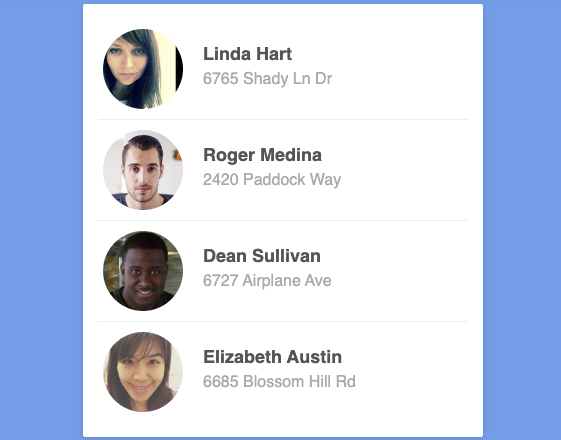 Linda Hart
6765 Shady Ln Dr
Roger Medina
2420 Paddock Way
Dean Sullivan
6727 Airplane Ave
Elizabeth Austin
6685 Blossom Hill Rd